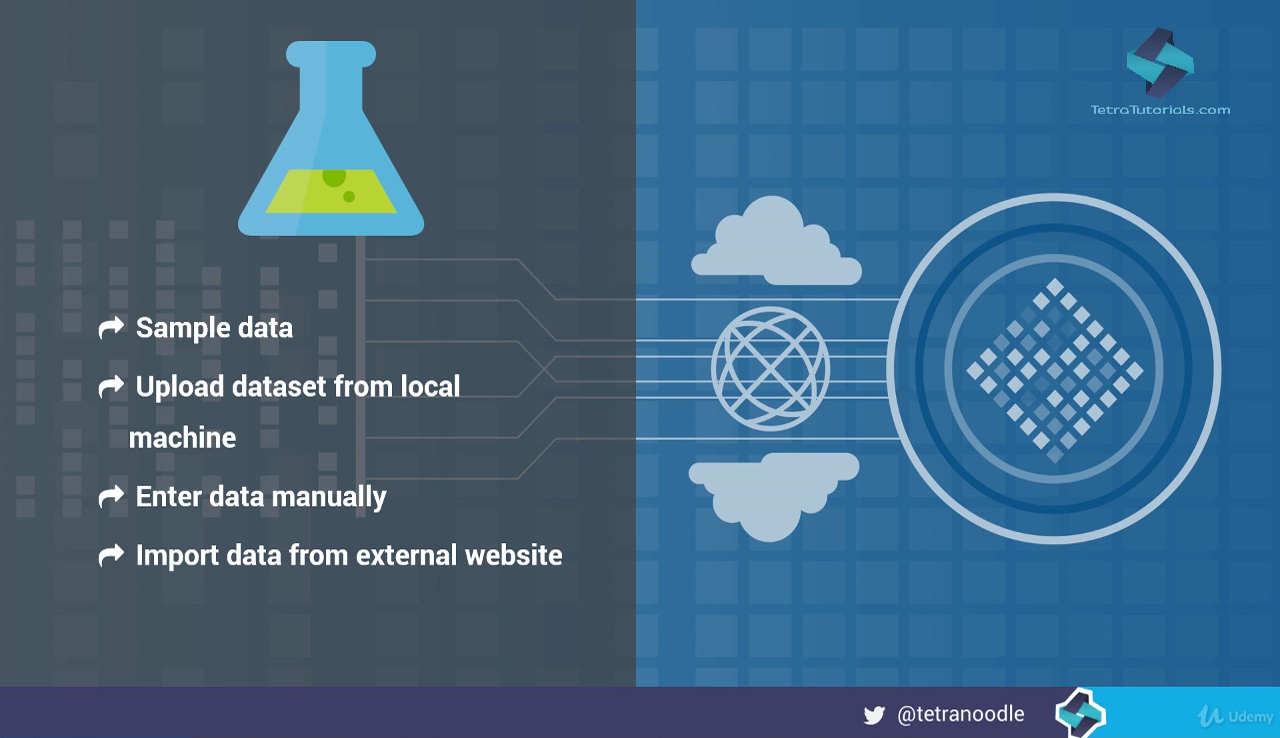 TetraTutorials.com
Sample data
Upload dataset from local
machine
Enter data manually
Import data from external website
@tetranoodle
Udemy